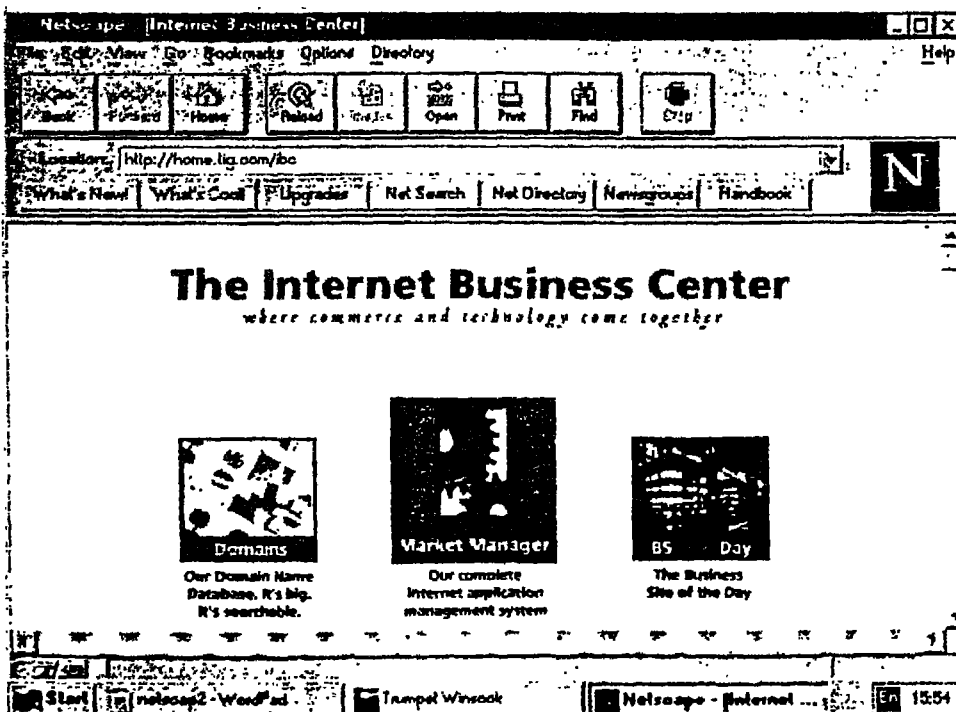 Netscape - [Internet Business Center]
File Edit View Go Bookmarks Options Directory Help
Back Forward Home Reload Open Print Find Stop
Location: http://home.tig.com/ibc
What's New! What's Cool! Upgrades Net Search Net Directory Newsgroups Handbook
N
The Internet Business Center
where commerce and technology come together
Domains
Market Manager
BS Day
Our Domain Name
Database. It's big.
It's searchable.
Our complete
Internet application
management system
The Business
Site of the Day
Start netscap2 - WordPad Trumpet Winsock Netscape - [Internet ... En 15:54